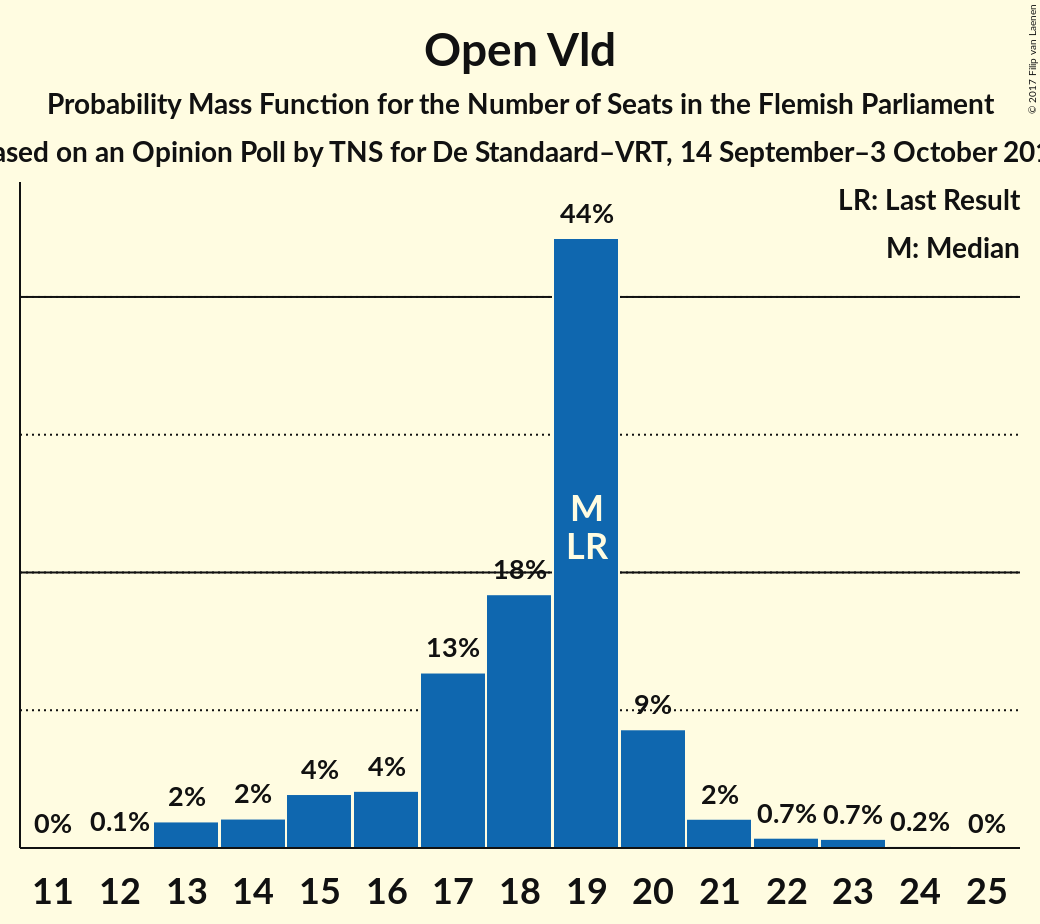 Open Vld
Probability Mass Function for the Number of Seats in the Flemish Parliament
on an Opinion Poll by TNS for De Standaard–VRT, 14 September–3 October
LR: Last Result
M: Median
44%
M
LR
18%
13%
9%
4%
4%
2%
2%
2%
0%
0.1%
0.7%
0.7%
0.2%
0%
11 12 13 14 15 16 17 18 19 20 21 22 23 24 25
© 2017 Filip van Laenen